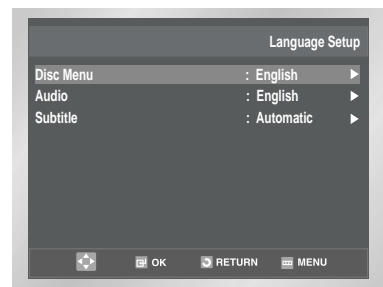 Language Setup
Disc Menu : English ►
Audio : English ►
Subtitle : Automatic ►
OK RETURN MENU